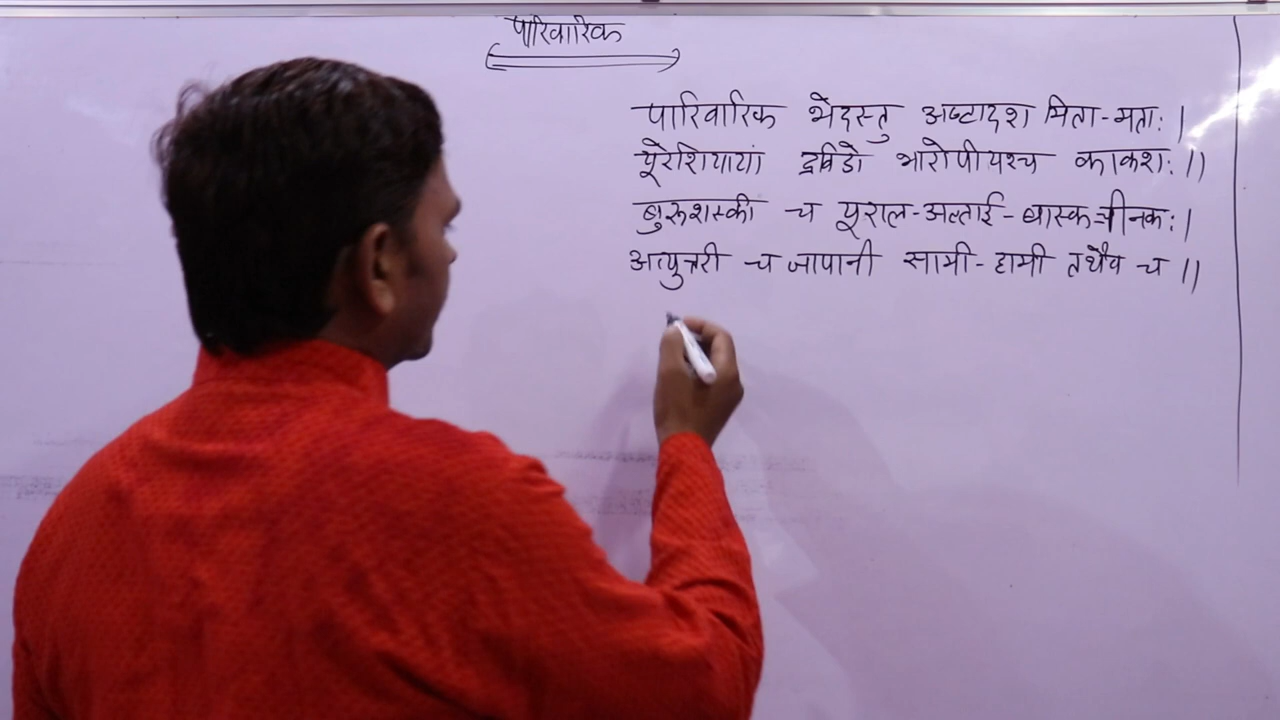 पारिवारिक
पारिवारिक भेदस्तु अष्टादश मिता-मताः।
यूरेशियायां द्रविडो भारोपीयश्च काकशः॥
बुरूशस्की च यूराल-अल्ताई-बास्क-चीनकः।
अत्युत्तरी च जापानी सामी-हामी तथैव च॥